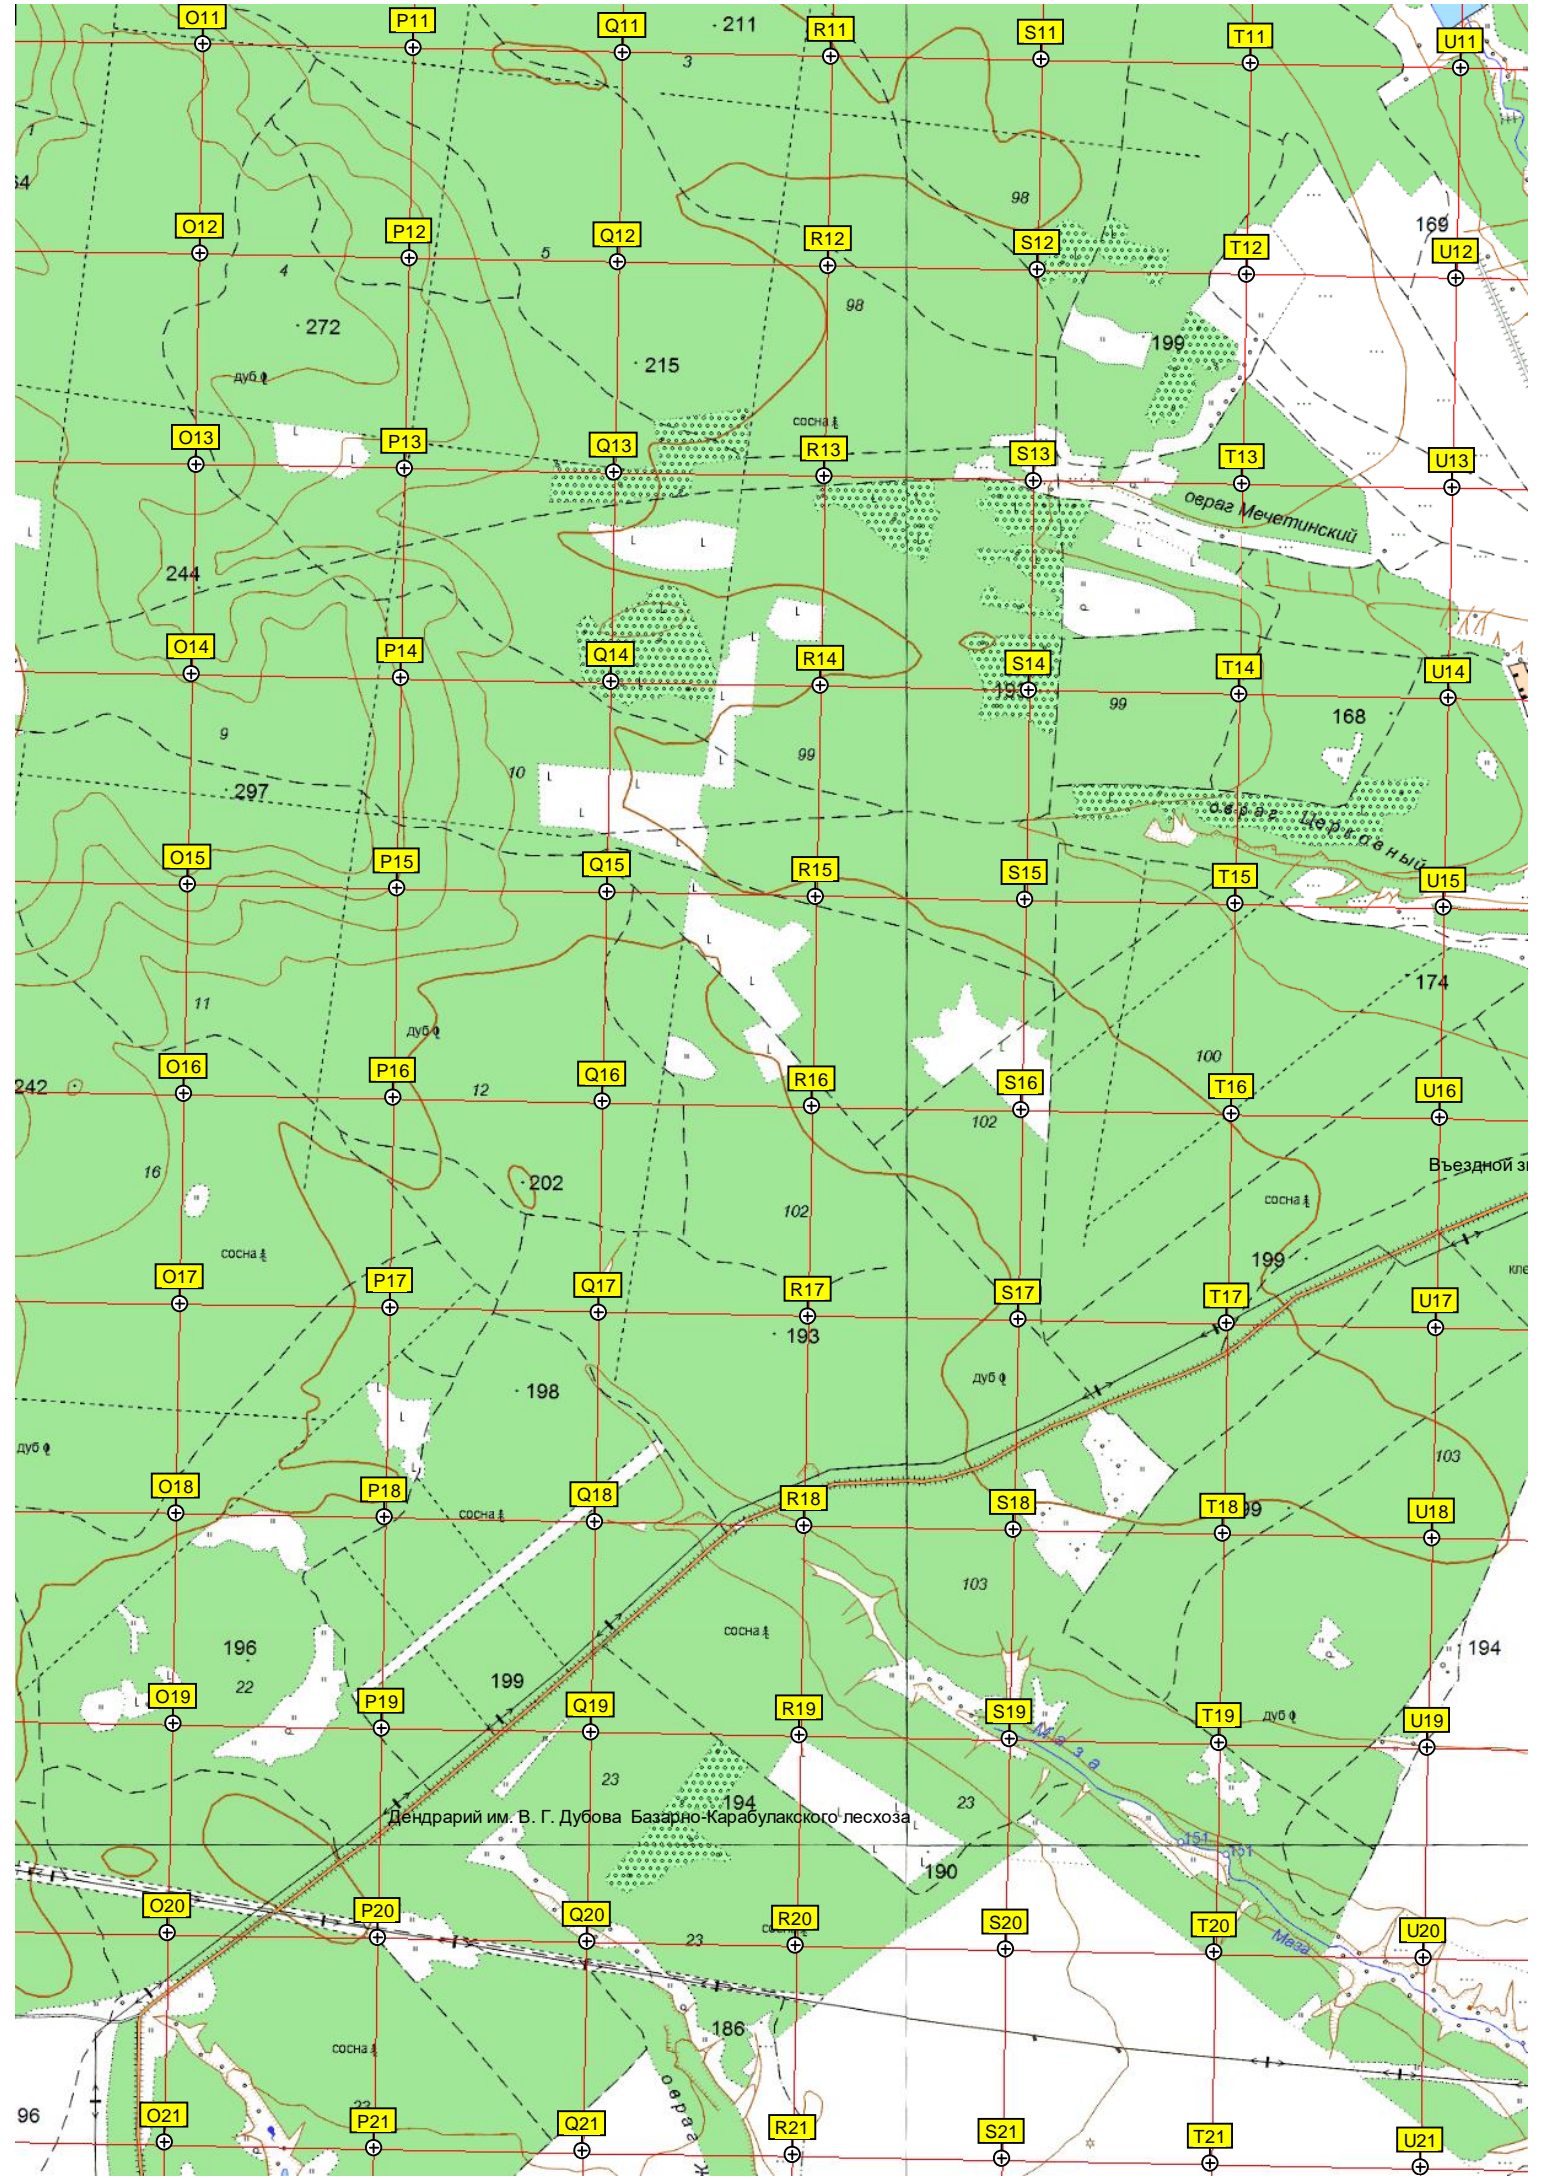 O11 P11 Q11 211 R11 S11 T11 U11
3
1
98
169
O12 P12 Q12 R12 S12 T12 U12
4 5
272 98 199
215
дуб
сосна
O13 P13 Q13 R13 S13 T13 U13
овраг Мечетинский
244
O14 P14 Q14 R14 S14 T14 U14
99 168
9 10 99
297
овраг Церковный
O15 P15 Q15 R15 S15 T15 U15
174
11
дуб
100
O16 P16 Q16 R16 S16 T16 U16
242 12 102
16 202
Въездной
102 сосна
сосна 199
O17 P17 Q17 R17 S17 T17 U17
193
198 дуб
дуб 103
O18 P18 Q18 R18 S18 T18 U18
сосна 99
103
сосна
196 194
22 199
O19 P19 Q19 R19 S19 T19 U19
дуб
Маза
23 23
194
Дендрарий им. В. Г. Дубова Базарно-Карабулакского лесхоза
151 151
190
O20 P20 Q20 R20 S20 T20 U20
23 Маза
186
сосна
овраг
96
O21 P21 Q21 R21 S21 T21 U21